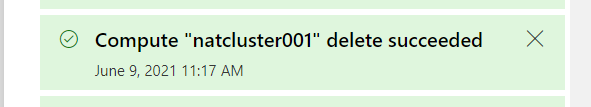 Compute "natcluster001" delete succeeded
June 9, 2021 11:17 AM